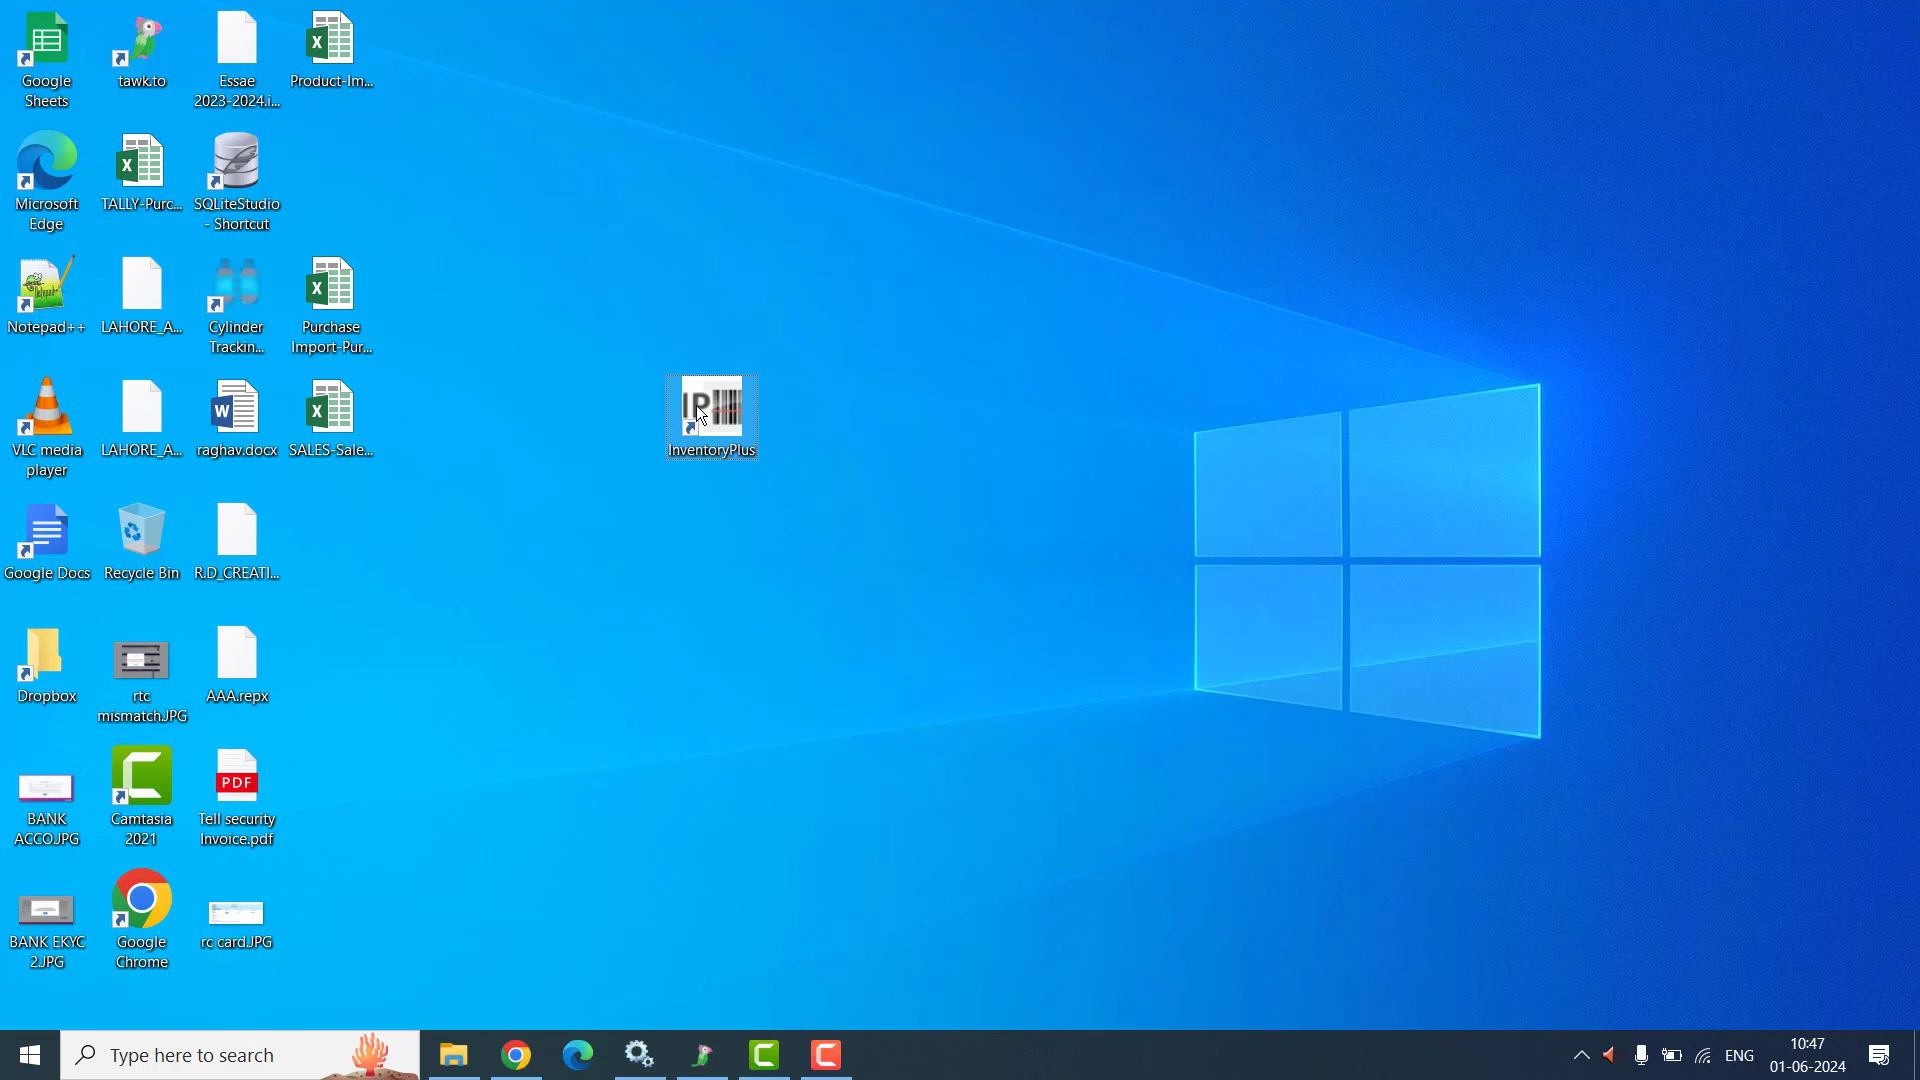 Google
Sheets
tawk.to
Essae
2023-2024.i...
Product-Im...
Microsoft
Edge
TALLY-Purc...
SQLiteStudio
- Shortcut
Notepad++
LAHORE_A...
Cylinder
Trackin...
Purchase
Import-Pur...
VLC media
player
LAHORE_A...
raghav.docx
SALES-Sale...
IP
InventoryPlus
Google Docs
Recycle Bin
R.D_CREATI...
Dropbox
rtc
mismatch.JPG
AAA.repx
BANK
ACCO.JPG
Camtasia
2021
PDF
Tell security
Invoice.pdf
BANK EKYC
2.JPG
Google
Chrome
rc card.JPG
Type here to search
ENG
10:47
01-06-2024